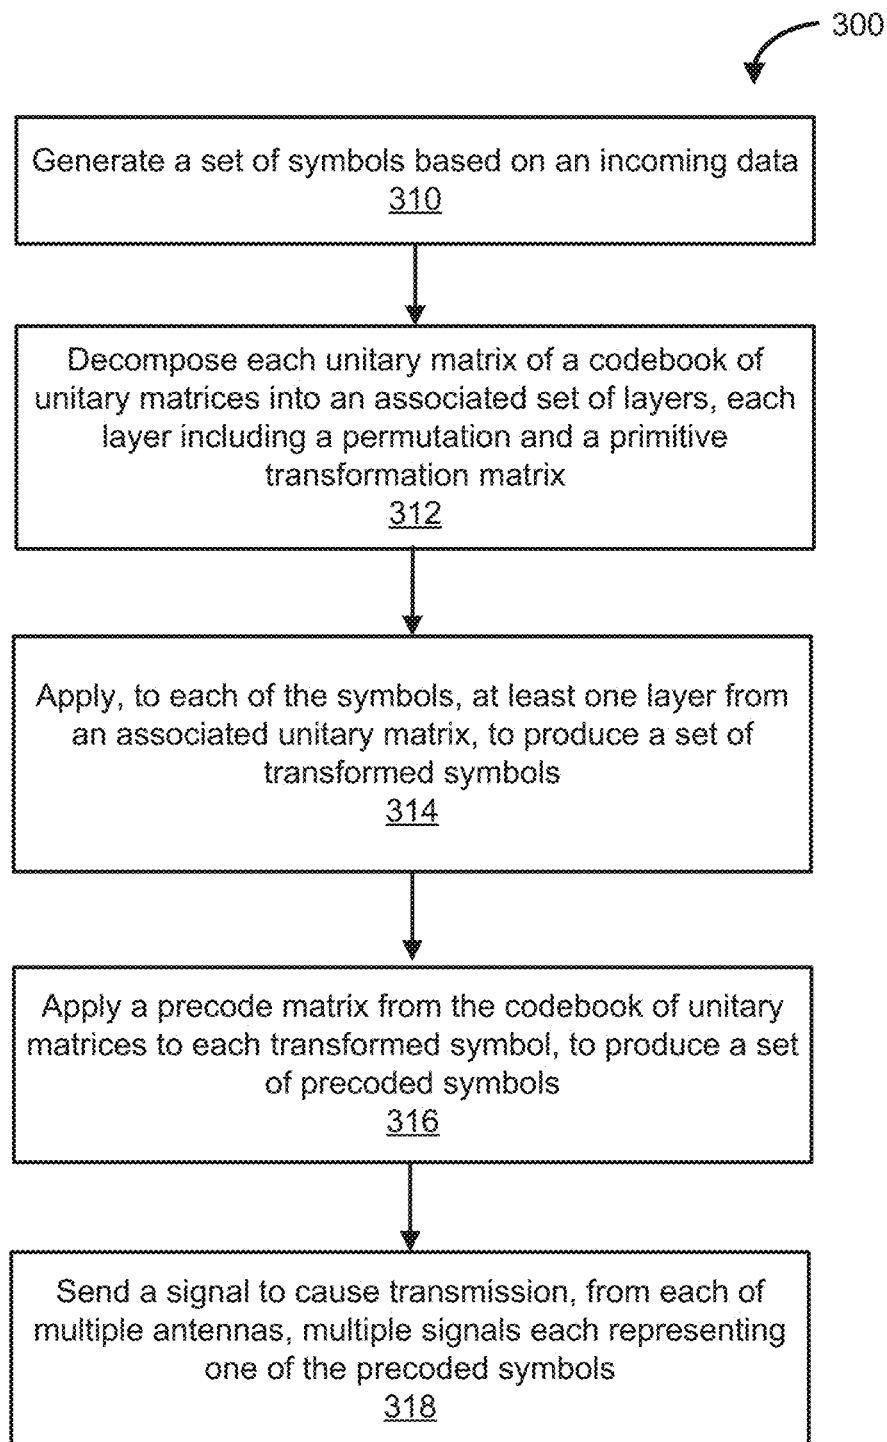 300
Generate a set of symbols based on an incoming data
310
Decompose each unitary matrix of a codebook of
unitary matrices into an associated set of layers, each
layer including a permutation and a primitive
transformation matrix
312
Apply, to each of the symbols, at least one layer from
an associated unitary matrix, to produce a set of
transformed symbols
314
Apply a precode matrix from the codebook of unitary
matrices to each transformed symbol, to produce a set
of precoded symbols
316
Send a signal to cause transmission, from each of
multiple antennas, multiple signals each representing
one of the precoded symbols
318